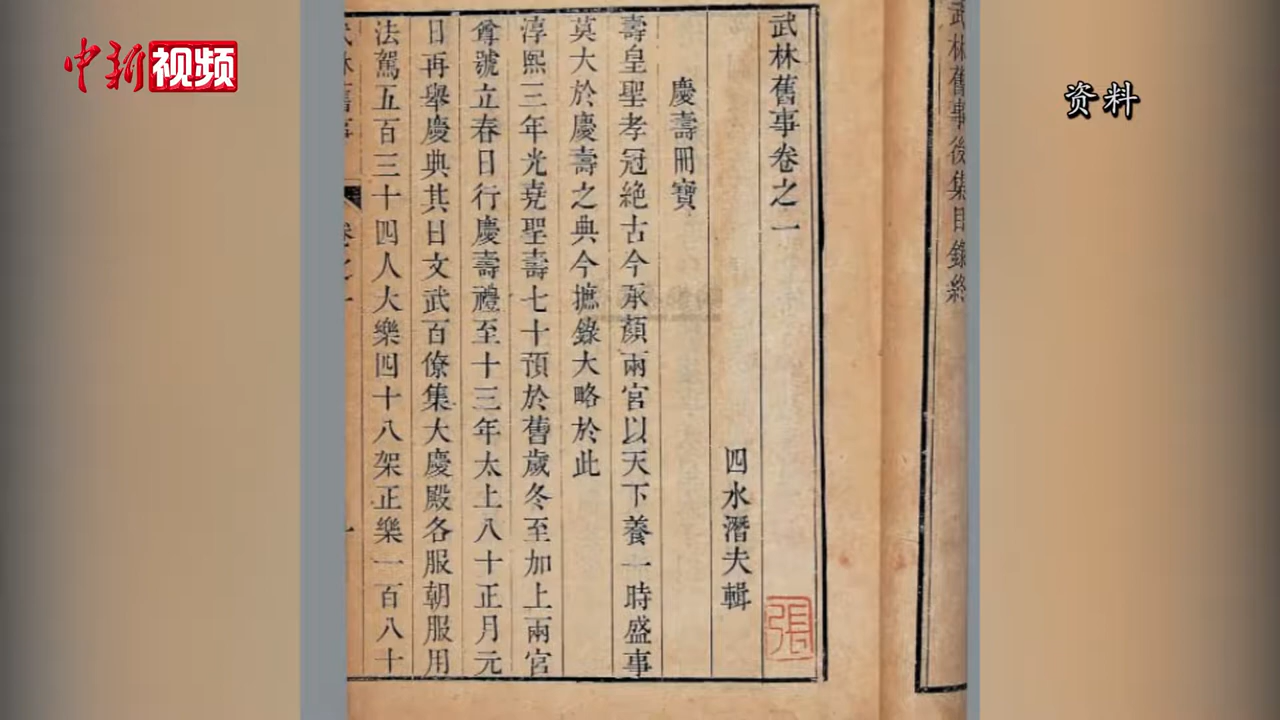 中新视频
资料
武林舊事後集目錄終
武林舊事卷之一
四水潛夫輯
張
慶壽冊寶
壽皇聖孝冠絶古今承顏兩宮以天下養一時盛事
莫大於慶壽之典今摭錄大略於此
淳熙三年光堯聖壽七十預於舊歲冬至加上兩宮
尊號立春日行慶壽禮至十三年太上八十正月元
日再舉慶典其日文武百僚集大慶殿各服朝服用
法駕五百三十四人大樂四十八架正樂一百八十